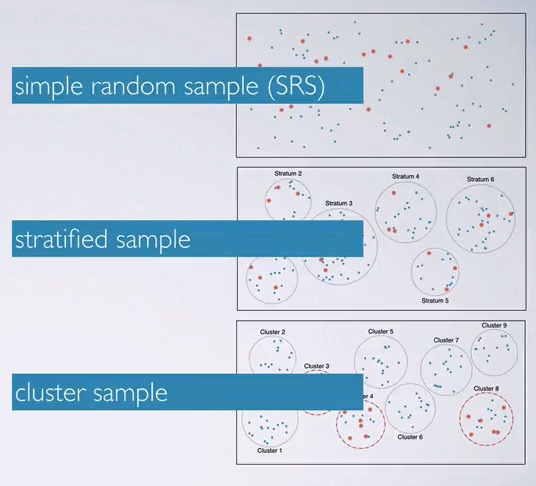 simple random sample (SRS)
Stratum 2
Stratum 4
Stratum 6
Stratum 3
stratified sample
Stratum 5
Cluster 2
Cluster 5
Cluster 9
Cluster 7
Cluster 3
cluster sample
4
Cluster 8
Cluster 6
Cluster 1